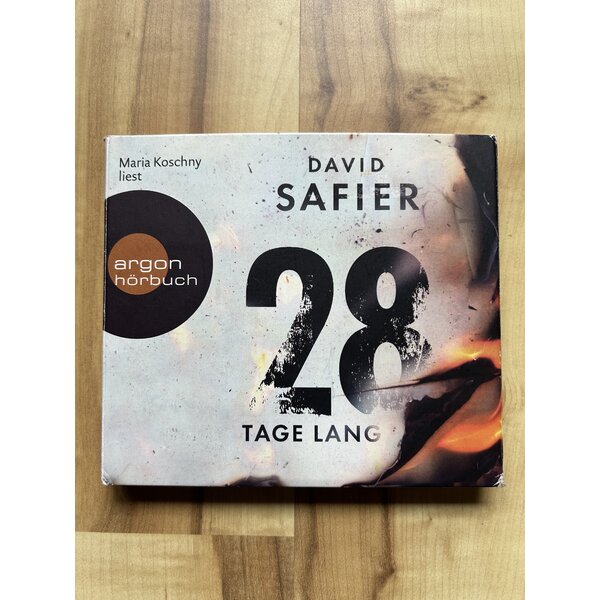 Maria Koschny
liest
DAVID
SAFIER
argon
hörbuch
28
TAGE LANG